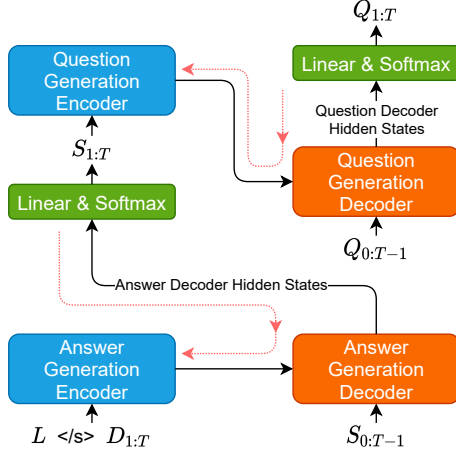 Q1:T
Linear & Softmax
Question
Generation
Encoder
Question Decoder
Hidden States
S1:T
Question
Generation
Decoder
Linear & Softmax
Q0:T−1
Answer Decoder Hidden States
Answer
Generation
Encoder
Answer
Generation
Decoder
L </s> D1:T
S0:T−1